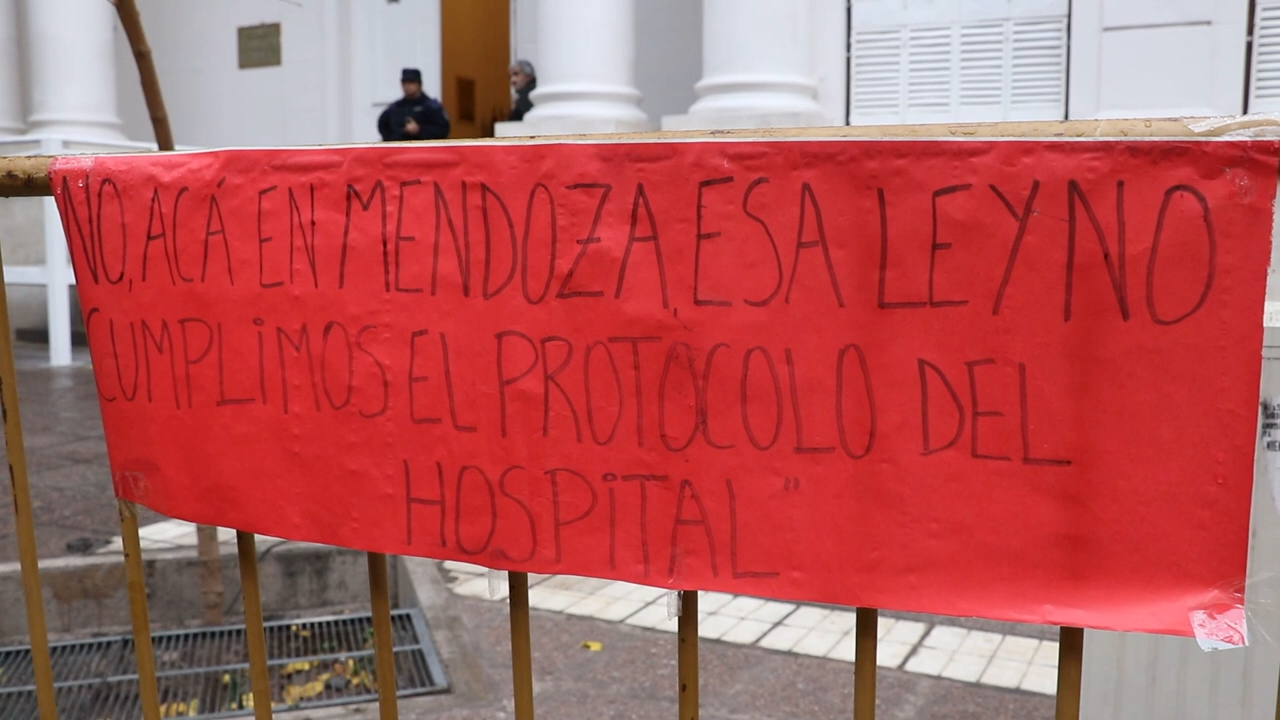 NO, ACÁ EN MENDOZA, ESA LEY NO
CUMPLIMOS EL PROTOCOLO DEL
HOSPITAL"